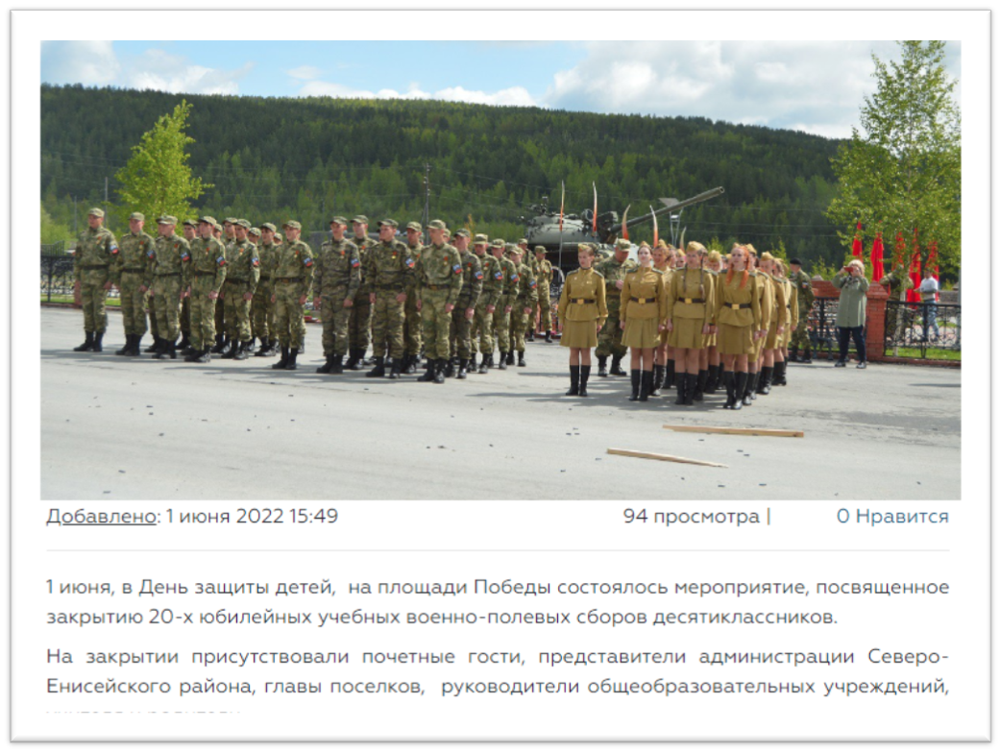 Добавлено: 1 июня 2022 15:49 94 просмотра | 0 Нравится
1 июня, в День защиты детей, на площади Победы состоялось мероприятие, посвященное
закрытию 20-х юбилейных учебных военно-полевых сборов десятиклассников.
На закрытии присутствовали почетные гости, представители администрации Северо-
Енисейского района, главы поселков, руководители общеобразовательных учреждений,